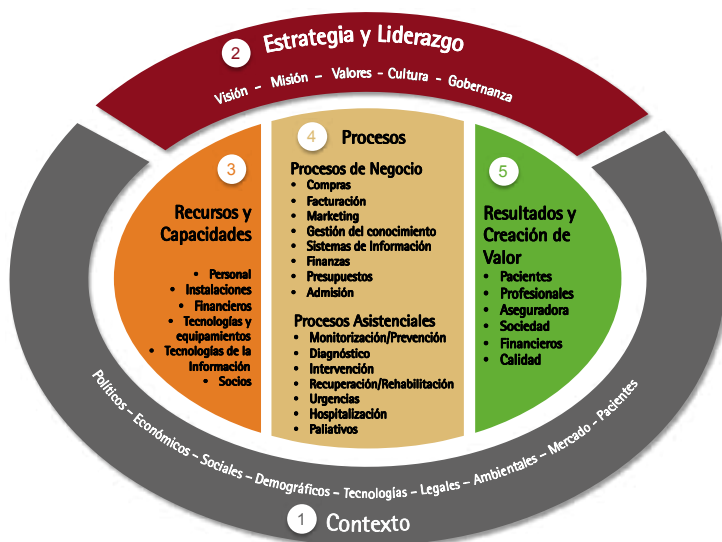 2 Estrategia y Liderazgo
Visión – Misión – Valores - Cultura - Gobernanza
3
Recursos y
Capacidades
• Personal
• Instalaciones
• Financieros
• Tecnologías y
equipamientos
• Tecnologías de la
Información
• Socios
4 Procesos
Procesos de Negocio
• Compras
• Facturación
• Marketing
• Gestión del conocimiento
• Sistemas de Información
• Finanzas
• Presupuestos
• Admisión
Procesos Asistenciales
• Monitorización/Prevención
• Diagnóstico
• Intervención
• Recuperación/Rehabilitación
• Urgencias
• Hospitalización
• Paliativos
5
Resultados y
Creación de
Valor
• Pacientes
• Profesionales
• Aseguradora
• Sociedad
• Financieros
• Calidad
Políticos – Económicos – Sociales – Demográficos – Tecnologías – Legales – Ambientales – Mercado - Pacientes
1 Contexto